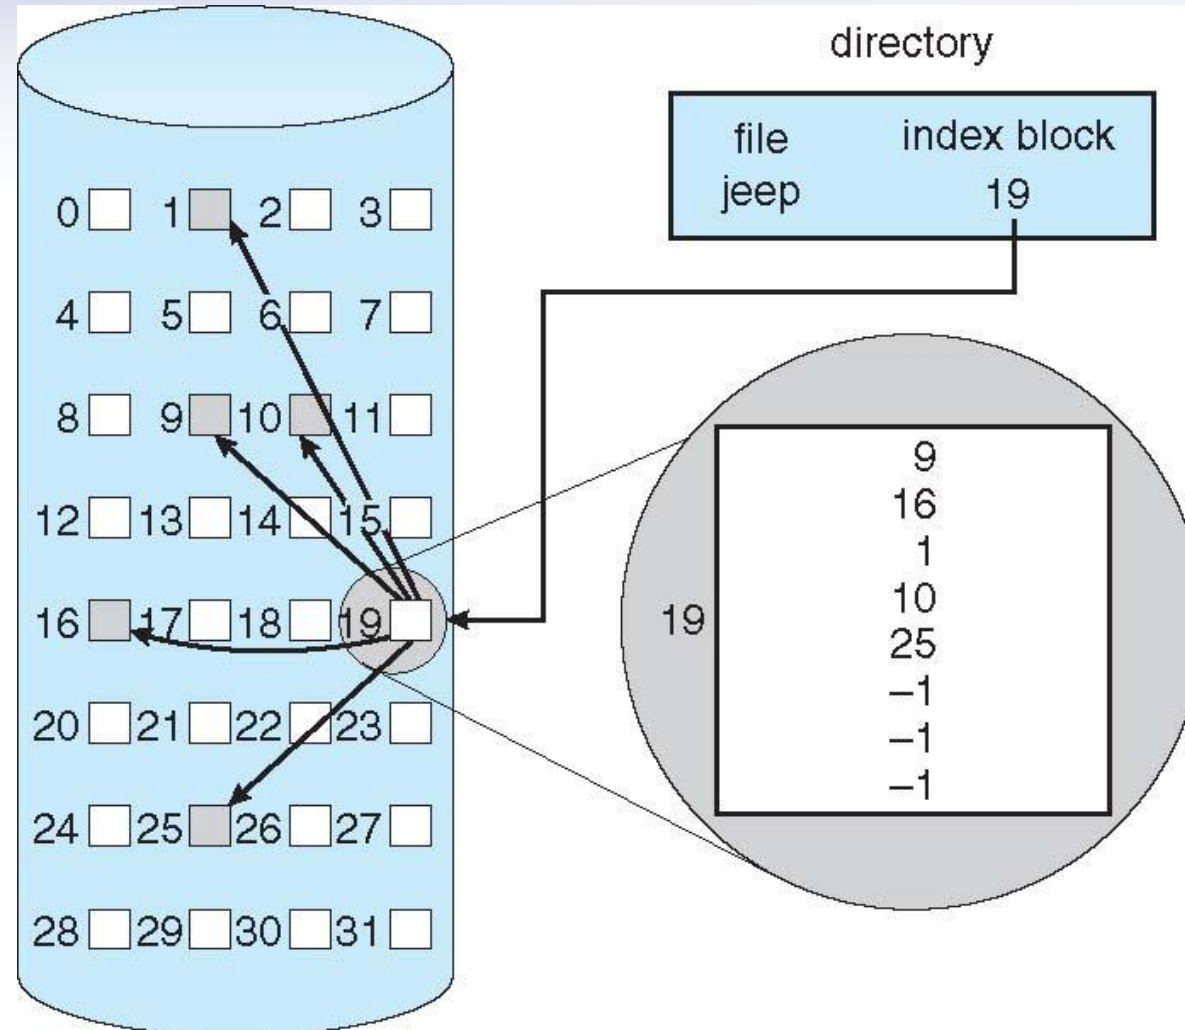 directory
file index block
jeep 19
0 1 2 3
4 5 6 7
8 9 10 11
12 13 14 15
16 17 18 19
20 21 22 23
24 25 26 27
28 29 30 31
19
9
16
1
10
25
–1
–1
–1